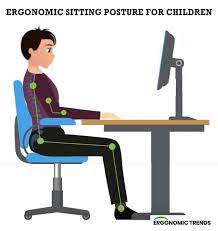 ERGONOMIC SITTING POSTURE FOR CHILDREN
ERGONOMIC TRENDS